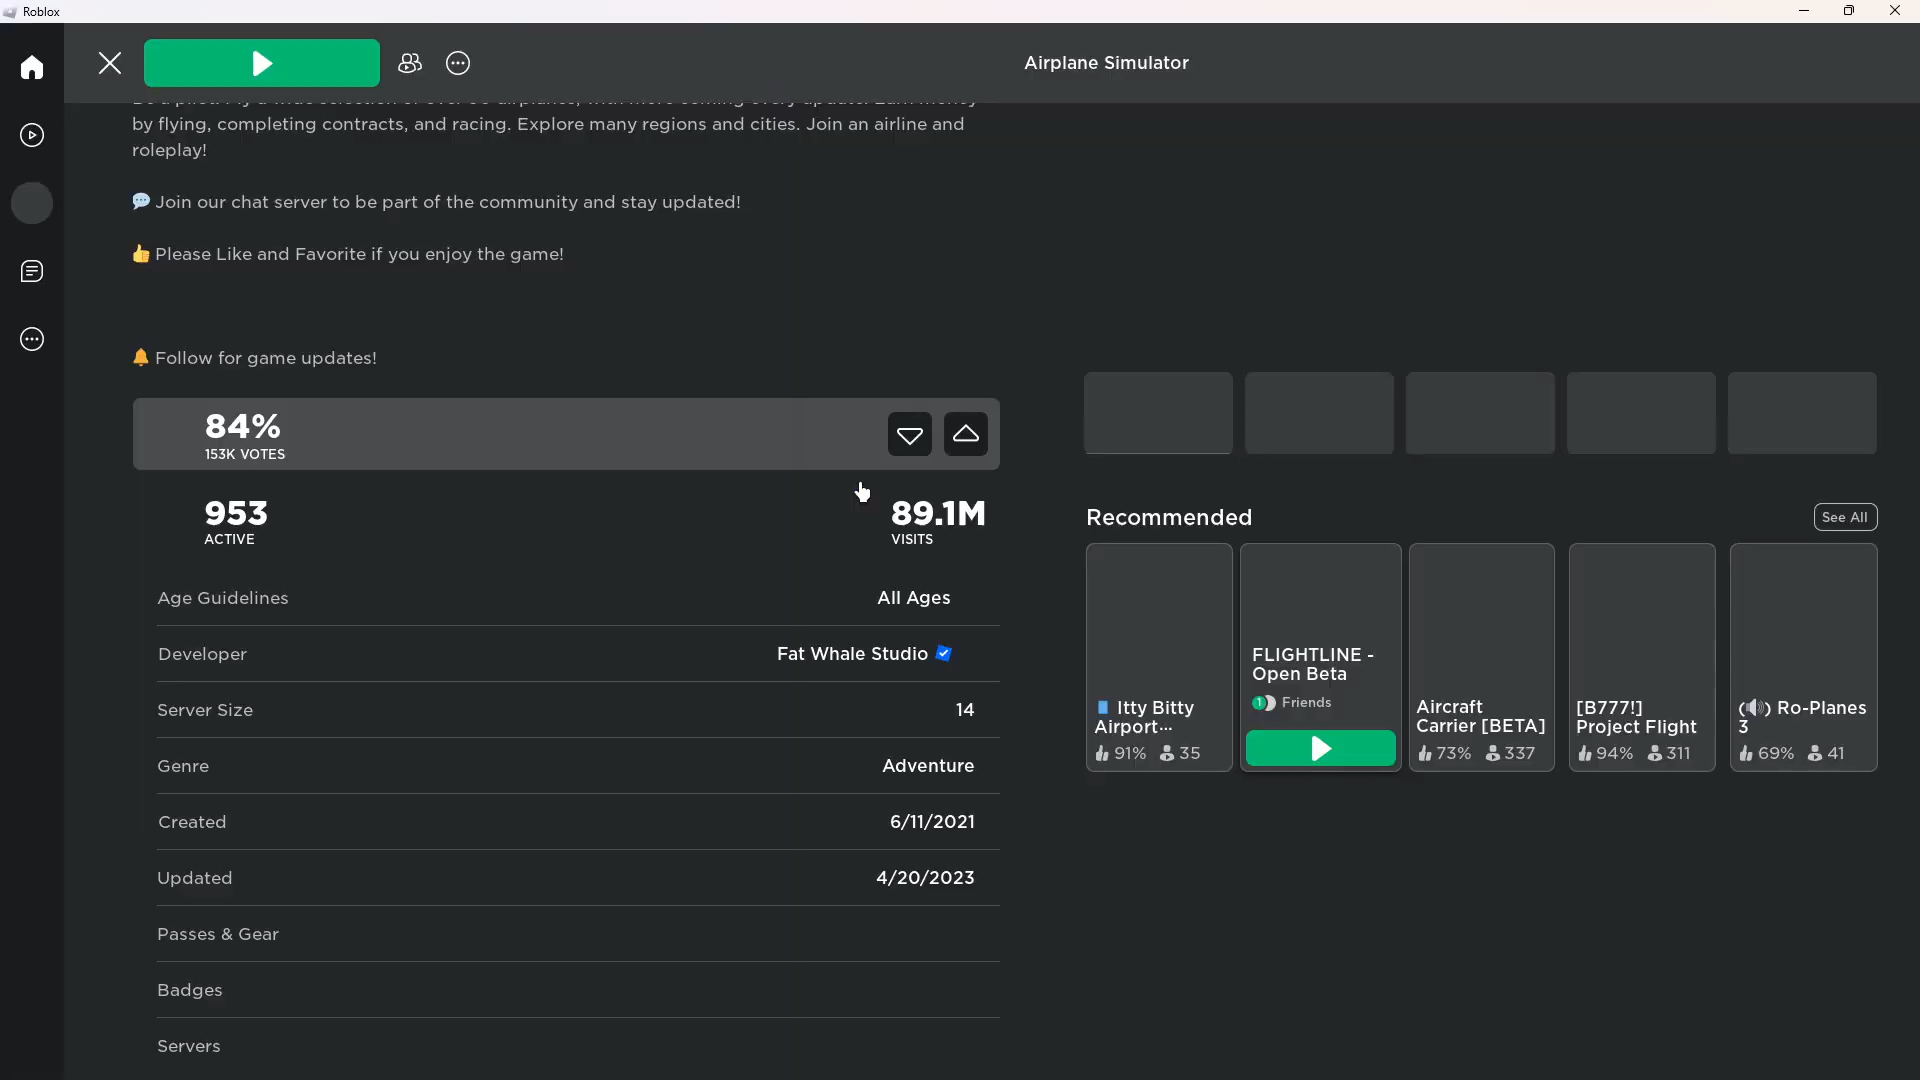 Roblox
Airplane Simulator
by flying, completing contracts, and racing. Explore many regions and cities. Join an airline and
roleplay!
💬 Join our chat server to be part of the community and stay updated!
👍 Please Like and Favorite if you enjoy the game!
🔔 Follow for game updates!
84%
153K VOTES
953
ACTIVE
89.1M
VISITS
Age Guidelines All Ages
Developer Fat Whale Studio
Server Size 14
Genre Adventure
Created 6/11/2021
Updated 4/20/2023
Passes & Gear
Badges
Servers
Recommended
See All
Itty Bitty
Airport...
91% 35
FLIGHTLINE -
Open Beta
1 Friends
Aircraft
Carrier [BETA]
73% 337
[B777!]
Project Flight
94% 311
(🔊) Ro-Planes
3
69% 41